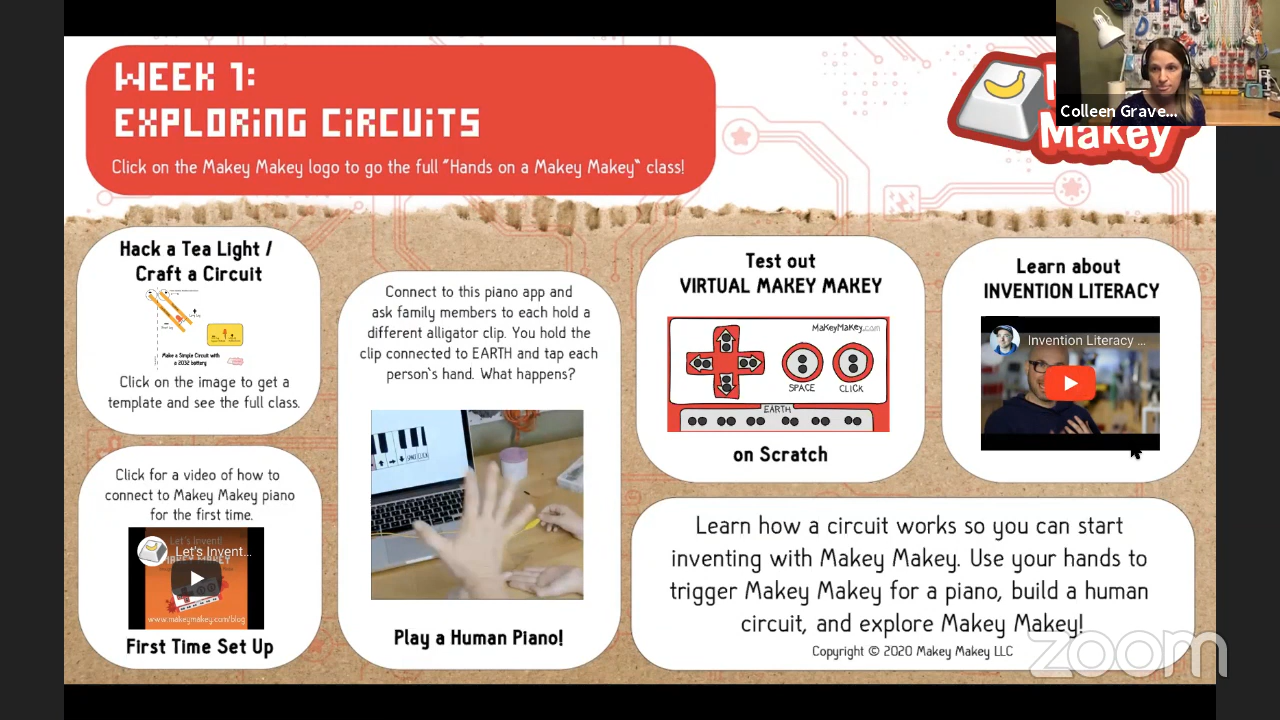 WEEK 1:
EXPLORING CIRCUITS
Click on the Makey Makey logo to go the full "Hands on a Makey Makey" class!
Makey
Colleen Grave...
Hack a Tea Light /
Craft a Circuit
Make a Simple Circuit with
a 2032 battery
Click on the image to get a
template and see the full class.
Click for a video of how to
connect to Makey Makey piano
for the first time.
Let's Invent!
Let's Invent...
MAKEY MAKEY
www.makeymakey.com/blog
First Time Set Up
Connect to this piano app and
ask family members to each hold a
different alligator clip. You hold the
clip connected to EARTH and tap each
person's hand. What happens?
SPACE CLICK
Play a Human Piano!
Test out
VIRTUAL MAKEY MAKEY
MaKeyMaKey.com
SPACE
CLICK
EARTH
on Scratch
Learn about
INVENTION LITERACY
Invention Literacy ...
Learn how a circuit works so you can start
inventing with Makey Makey. Use your hands to
trigger Makey Makey for a piano, build a human
circuit, and explore Makey Makey!
Copyright © 2020 Makey Makey LLC
zoom